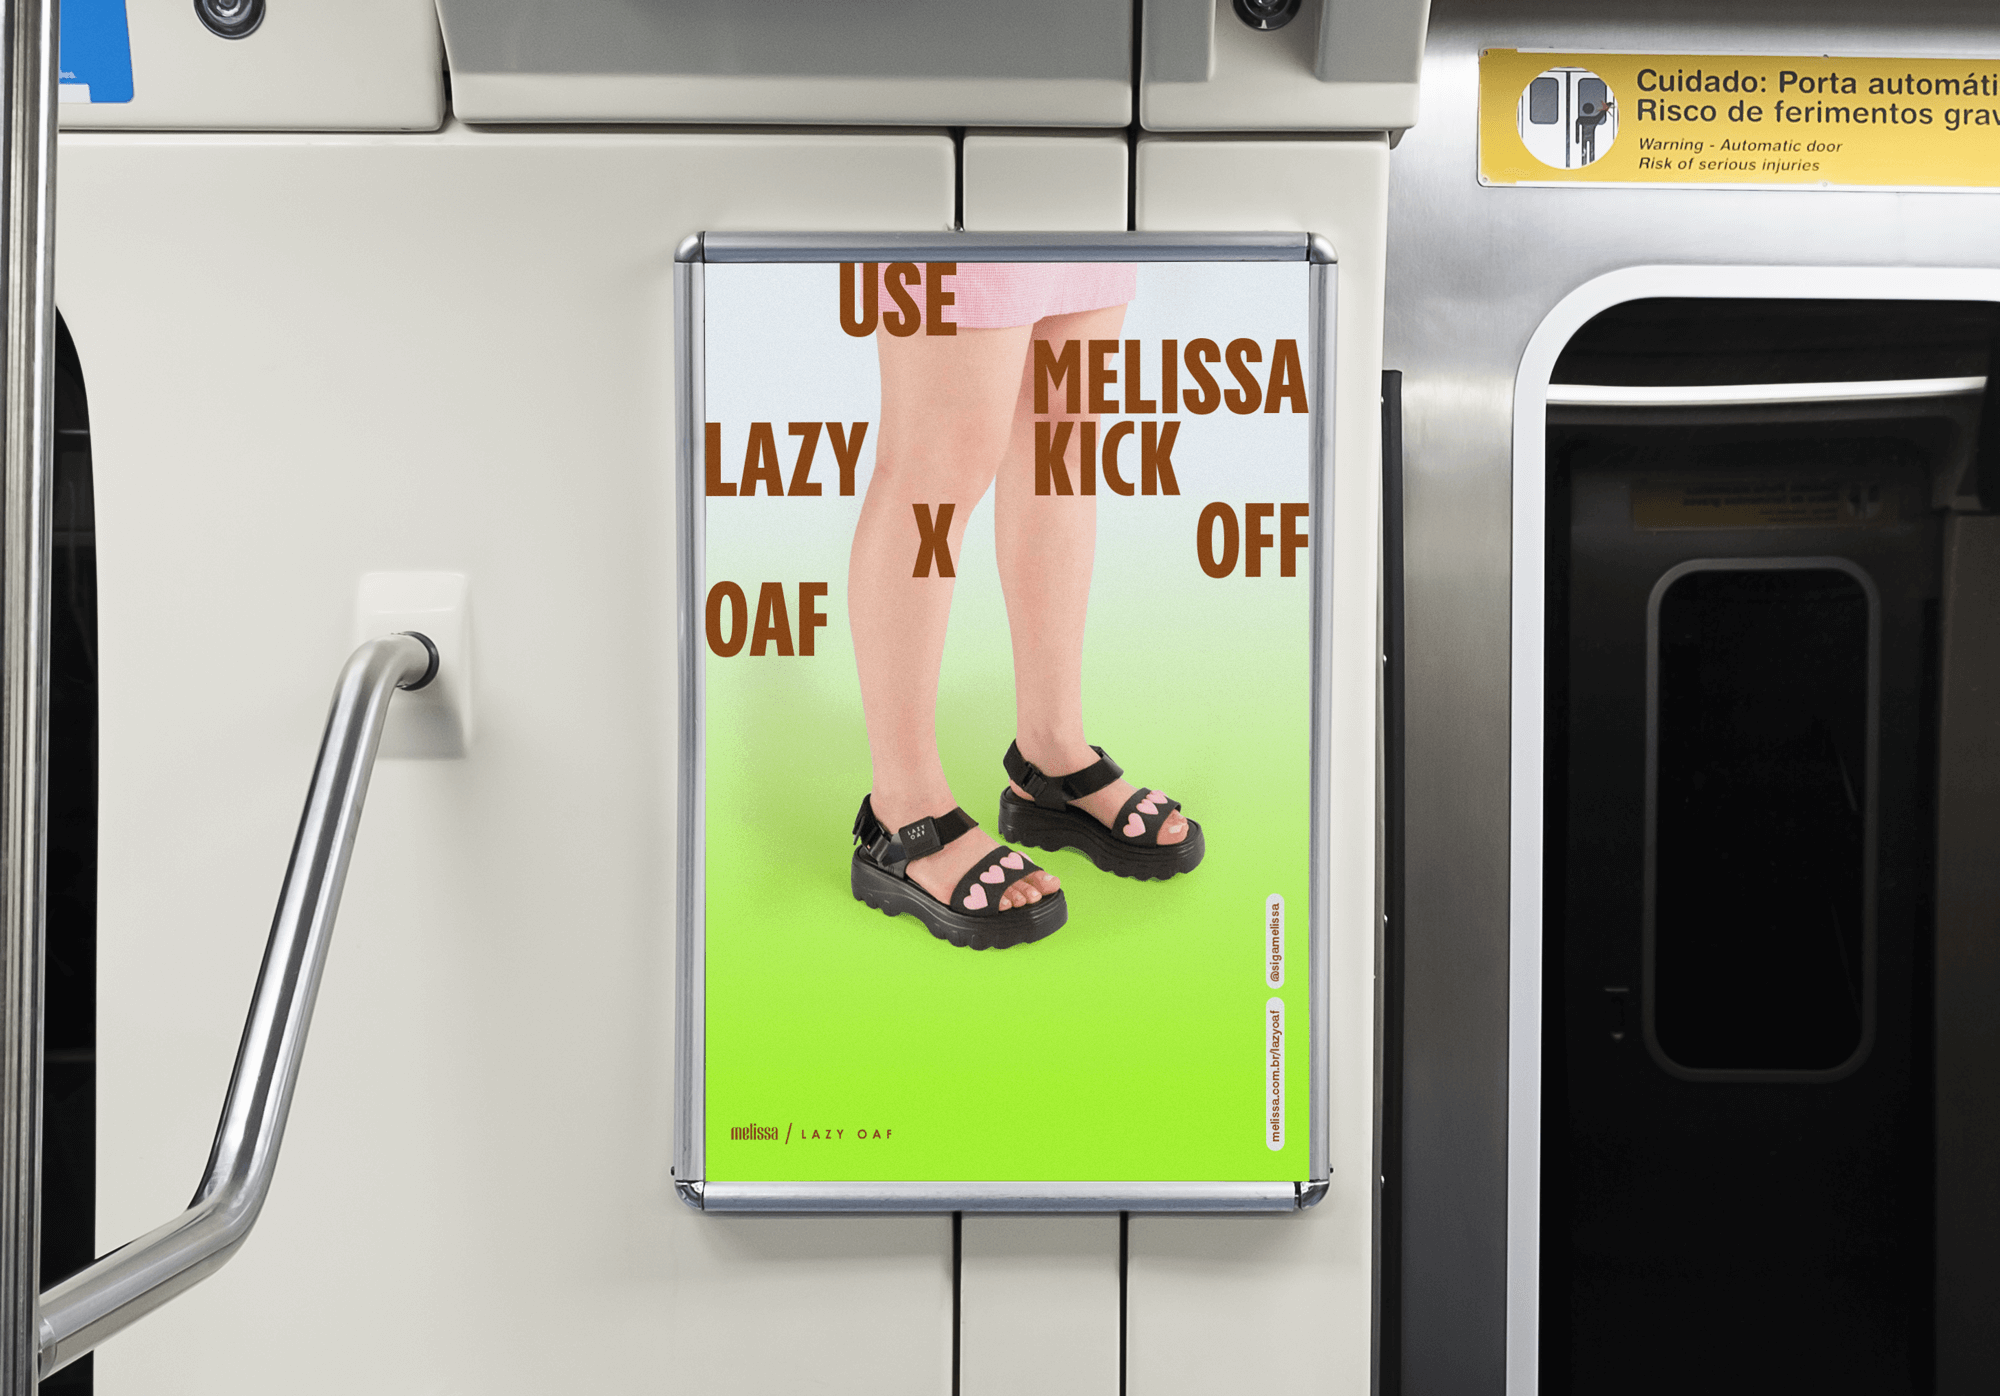 Cuidado: Porta automáti
Risco de ferimentos grav
Warning - Automatic door
Risk of serious injuries
USE
MELISSA
LAZY KICK
X OFF
OAF
LAZY
OAF
@sigamelissa
melissa.com.br/lazyoaf
melissa / LAZY OAF